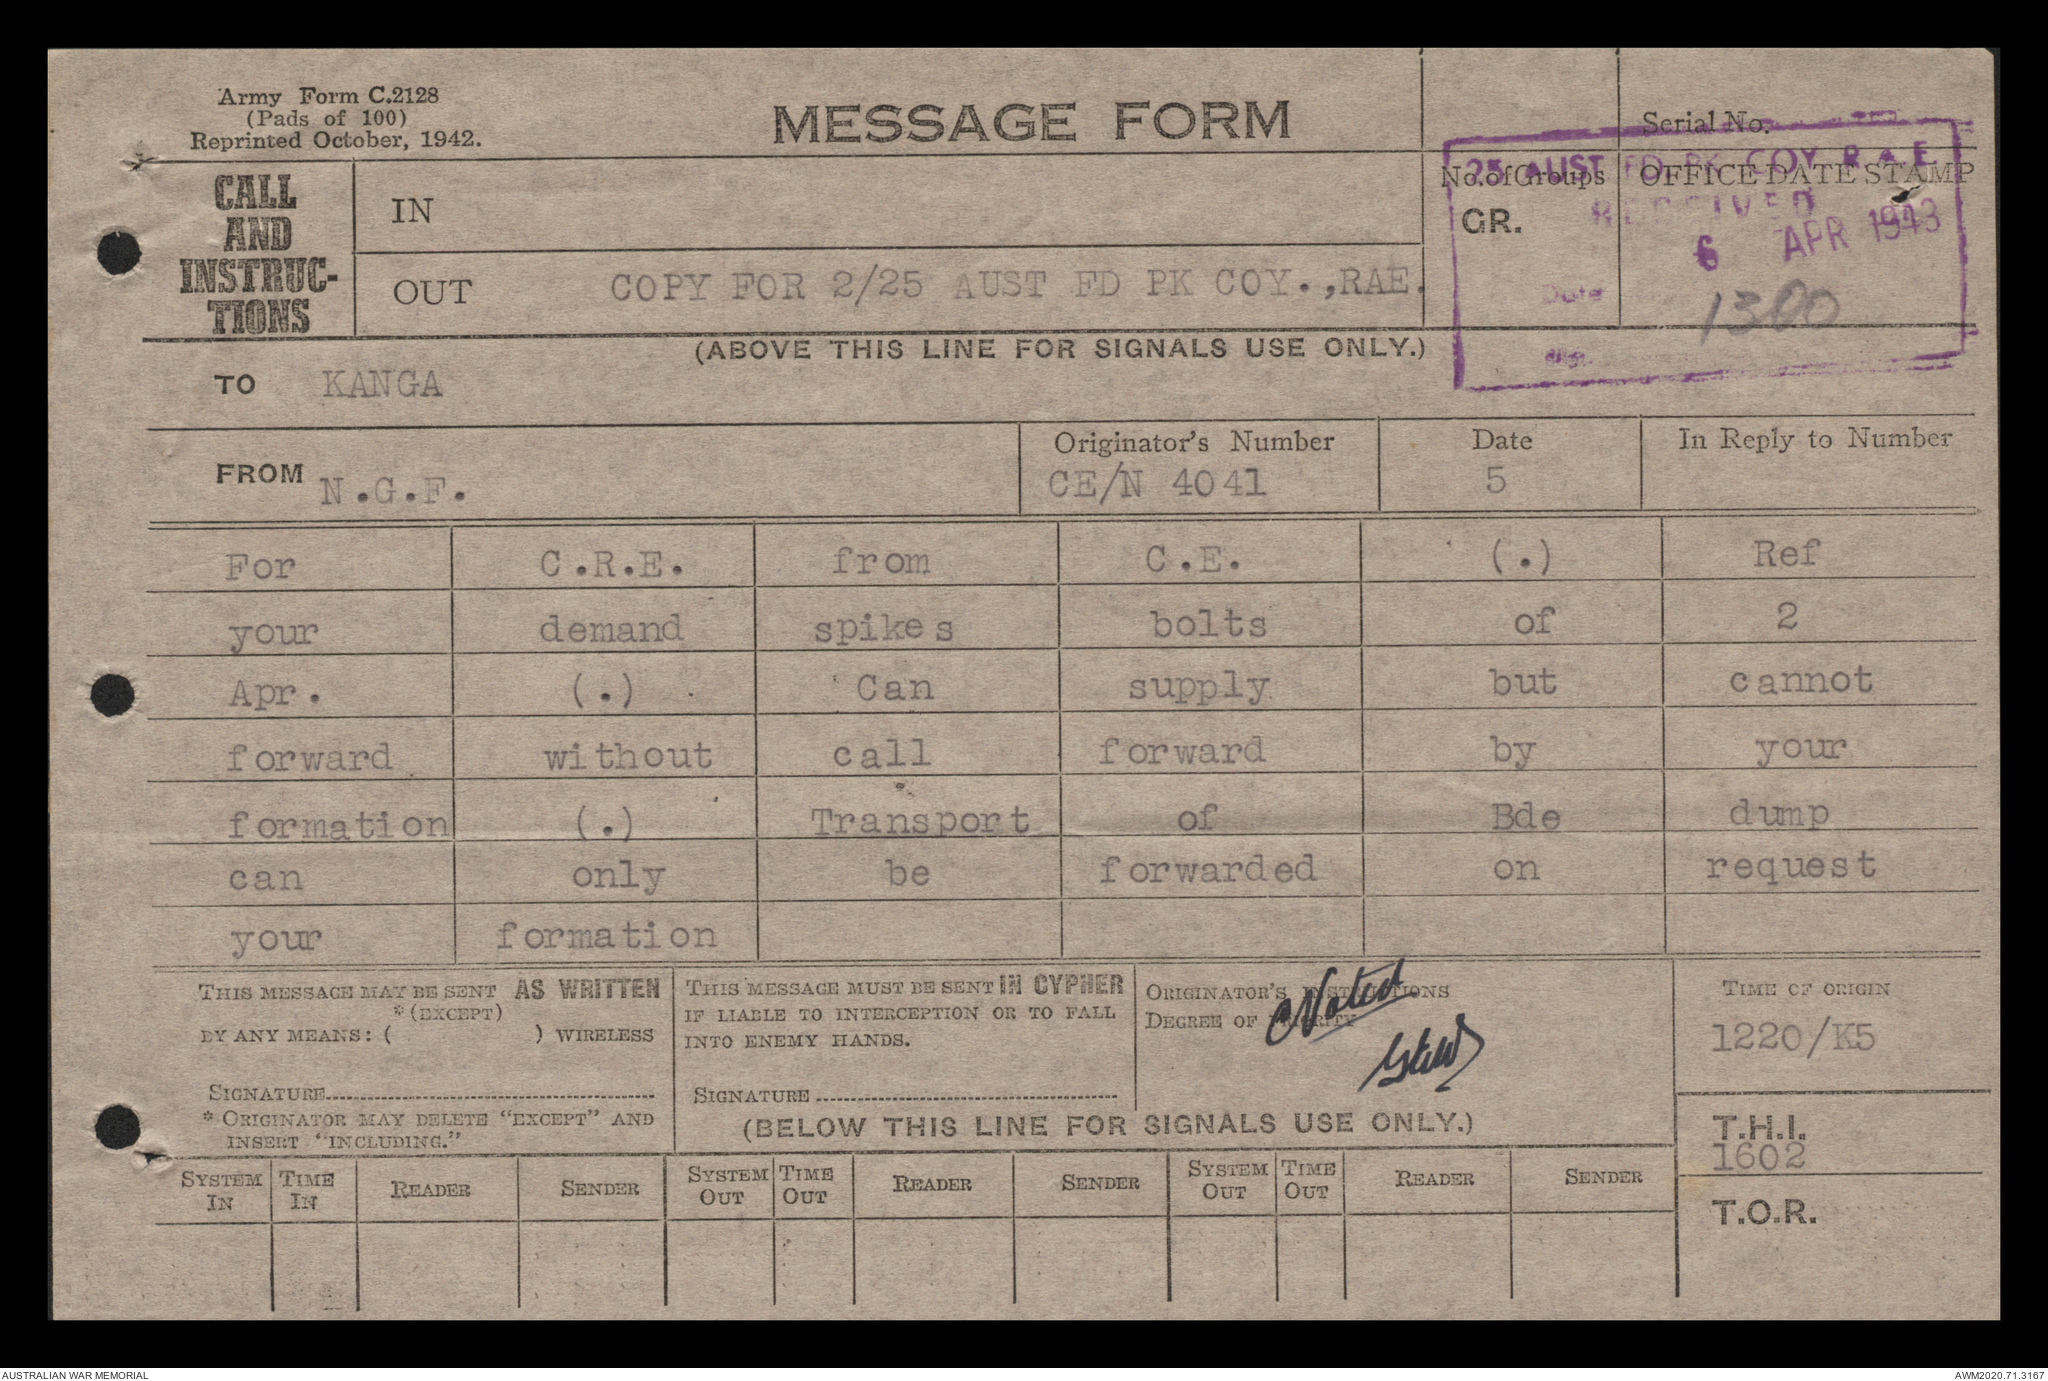 Army Form C.2128
(Pads of 100)
Reprinted October, 1942.
MESSAGE FORM
Serial No.
CALL
AND
INSTRUC-
TIONS
IN
OUT COPY FOR 2/25 AUST FD PK COY.,RAE.
No. of Groups
GR.
OFFICE DATE STAMP
25 AUST FD PK COY R.A.E
RECEIVED
6 APR 1943
Date
1300
(ABOVE THIS LINE FOR SIGNALS USE ONLY.)
TO KANGA
FROM N.G.F.
Originator's Number
CE/N 4041
Date
5
In Reply to Number
For C.R.E. from C.E. (.) Ref
your demand spikes bolts of 2
Apr. (.) Can supply but cannot
forward without call forward by your
formation (.) Transport of Bde dump
can only be forwarded on request
your formation
THIS MESSAGE MAY BE SENT AS WRITTEN
*(EXCEPT)
BY ANY MEANS: ( ) WIRELESS
SIGNATURE
* ORIGINATOR MAY DELETE "EXCEPT" AND
INSERT "INCLUDING."
THIS MESSAGE MUST BE SENT IN CYPHER
IF LIABLE TO INTERCEPTION OR TO FALL
INTO ENEMY HANDS.
SIGNATURE
ORIGINATOR'S INSTRUCTIONS
DEGREE OF PRIORITY
Noted
TIME OF ORIGIN
1220/K5
(BELOW THIS LINE FOR SIGNALS USE ONLY.)
T.H.I.
1602
T.O.R.
SYSTEM IN TIME IN READER SENDER SYSTEM OUT TIME OUT READER SENDER SYSTEM OUT TIME OUT READER SENDER
AUSTRALIAN WAR MEMORIAL
AWM2020.71.3167